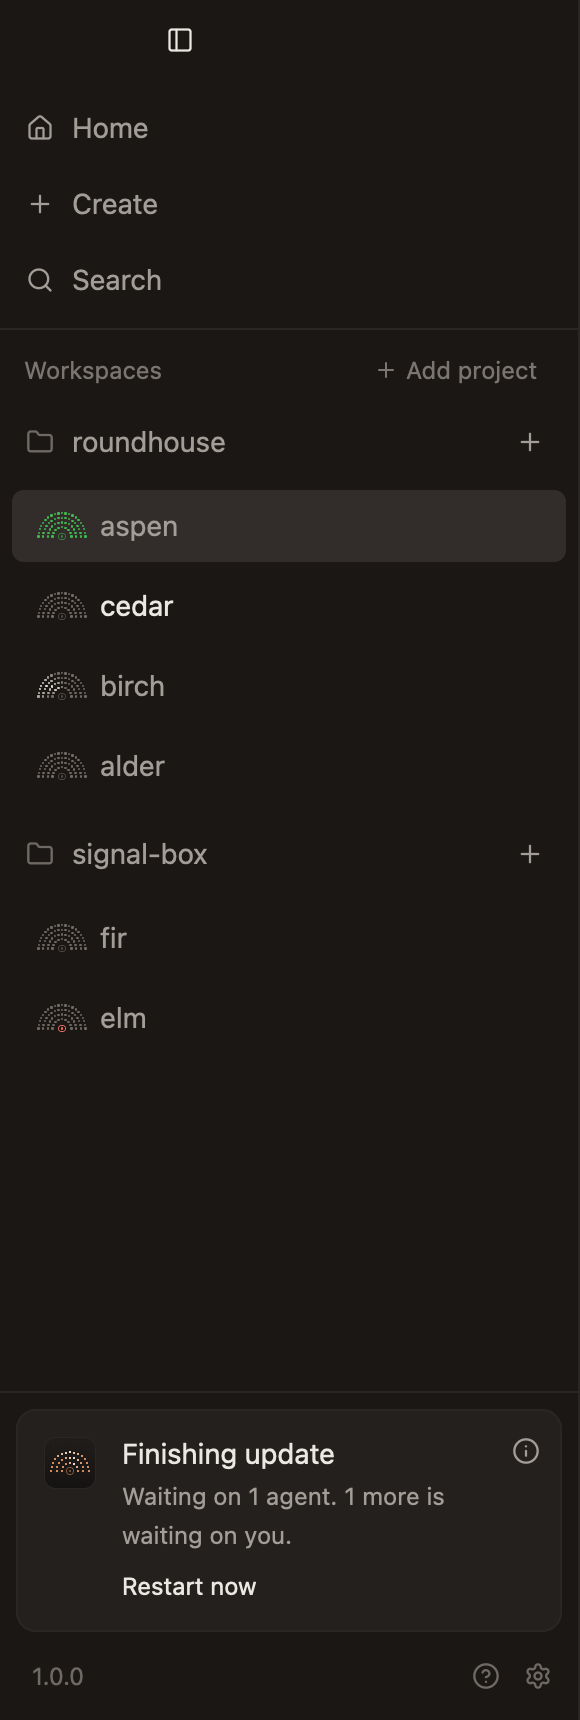 Home
Create
Search
Workspaces
Add project
roundhouse
aspen
cedar
birch
alder
signal-box
fir
elm
Finishing update
Waiting on 1 agent. 1 more is
waiting on you.
Restart now
1.0.0